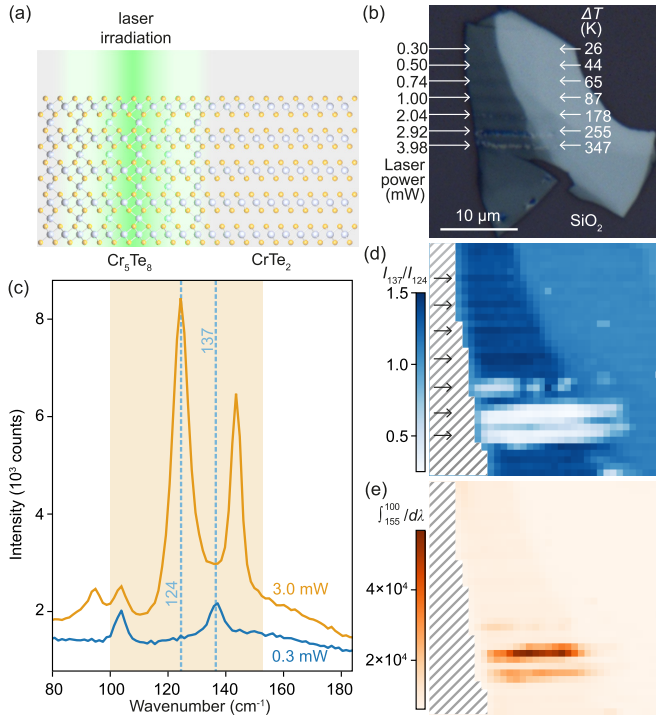 (a)
laser
irradiation
Cr5Te8
CrTe2
(b)
ΔT
(K)
0.30
26
0.50
44
0.74
65
1.00
87
2.04
178
2.92
255
3.98
347
Laser
power
(mW)
10 μm
SiO2
(c)
8
6
4
2
Intensity (10³ counts)
124
137
3.0 mW
0.3 mW
80
100
120
140
160
180
Wavenumber (cm⁻¹)
(d)
I137/I124
1.5
1.0
0.5
(e)
∫¹⁰⁰₁₅₅ I dλ
4×10⁴
2×10⁴